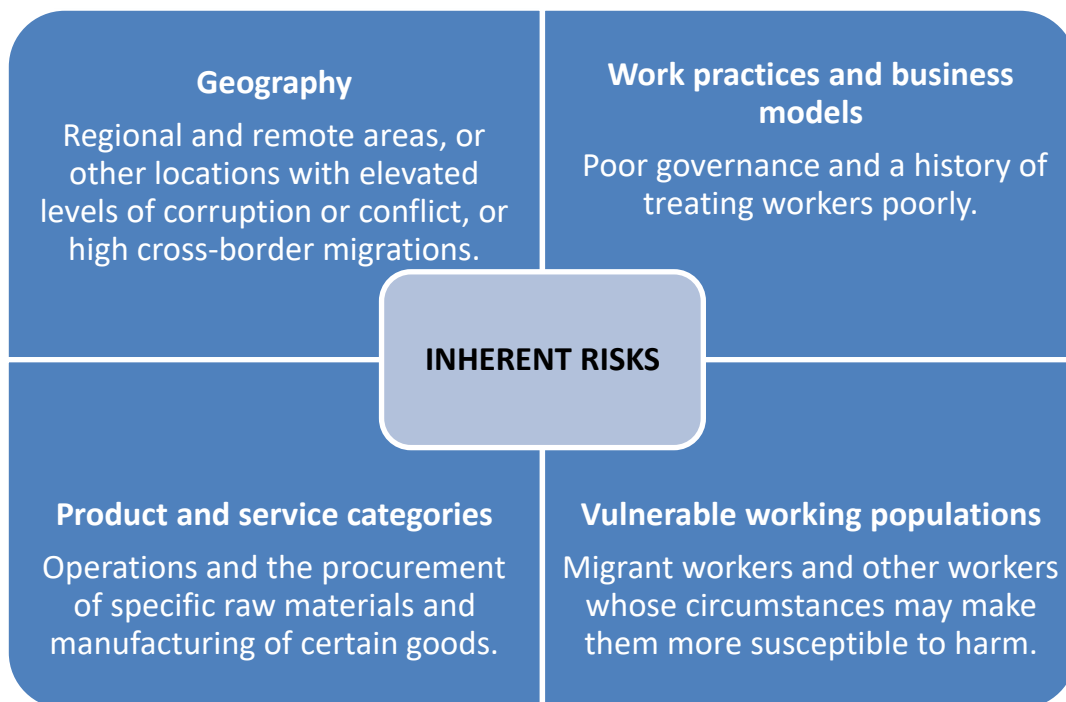 Geography
Regional and remote areas, or
other locations with elevated
levels of corruption or conflict, or
high cross-border migrations.
Work practices and business
models
Poor governance and a history of
treating workers poorly.
INHERENT RISKS
Product and service categories
Operations and the procurement
of specific raw materials and
manufacturing of certain goods.
Vulnerable working populations
Migrant workers and other workers
whose circumstances may make
them more susceptible to harm.